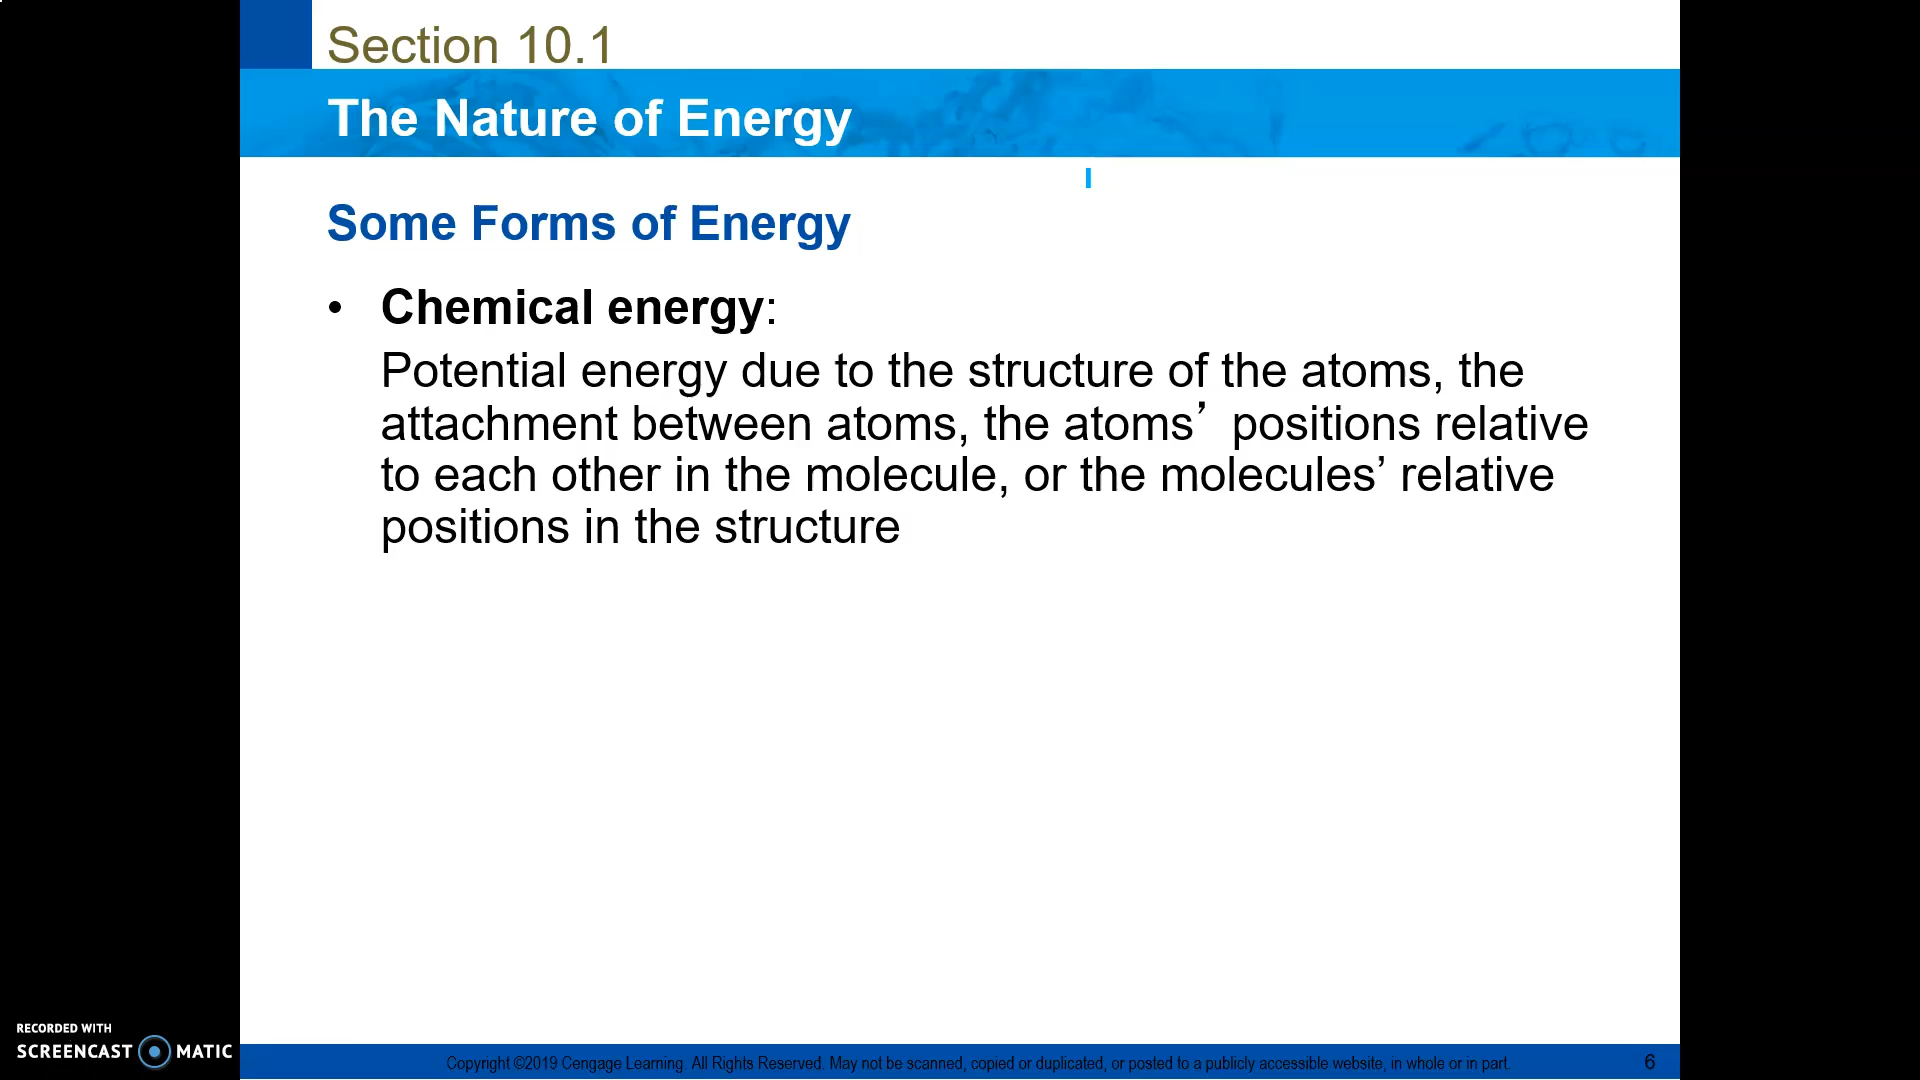 Section 10.1
The Nature of Energy
Some Forms of Energy
• Chemical energy:
Potential energy due to the structure of the atoms, the
attachment between atoms, the atoms’ positions relative
to each other in the molecule, or the molecules’ relative
positions in the structure
RECORDED WITH
SCREENCAST MATIC
Copyright ©2019 Cengage Learning. All Rights Reserved. May not be scanned, copied or duplicated, or posted to a publicly accessible website, in whole or in part.
6